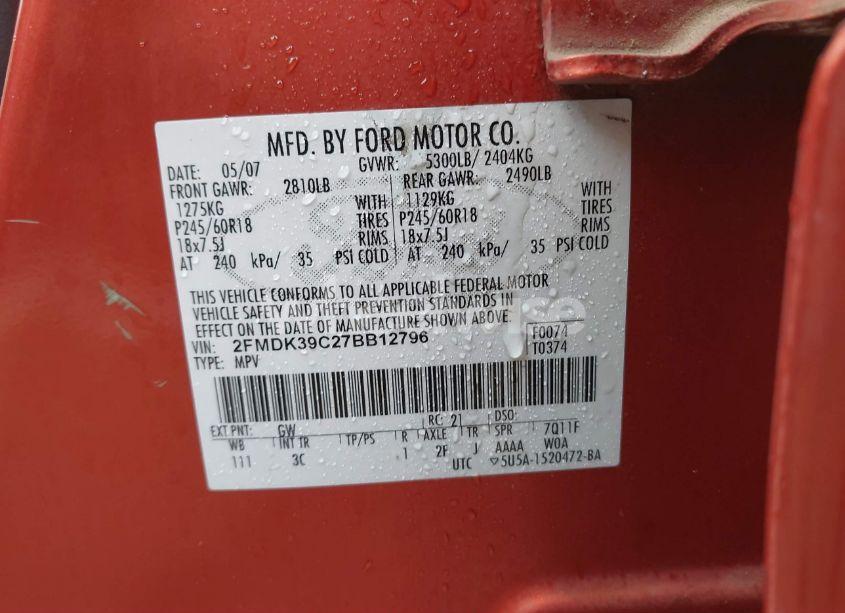 MFD. BY FORD MOTOR CO.
DATE: 05/07 GVWR: 5300LB/ 2404KG
FRONT GAWR: 2810LB REAR GAWR: 2490LB
1275KG WITH 1129KG WITH
P245/60R18 TIRES P245/60R18 TIRES
18x7.5J RIMS 18x7.5J RIMS
AT 240 kPa/ 35 PSI COLD AT 240 kPa/ 35 PSI COLD
THIS VEHICLE CONFORMS TO ALL APPLICABLE FEDERAL MOTOR
VEHICLE SAFETY AND THEFT PREVENTION STANDARDS IN
EFFECT ON THE DATE OF MANUFACTURE SHOWN ABOVE.
VIN: 2FMDK39C27BB12796 F0074
TYPE: MPV T0374
EXT PNT: GW RC: 21 DSO:
WB INT TR TP/PS R AXLE TR SPR 7Q11F
111 3C 1 2F J AAAA WOA
UTC 5U5A-1520472-BA